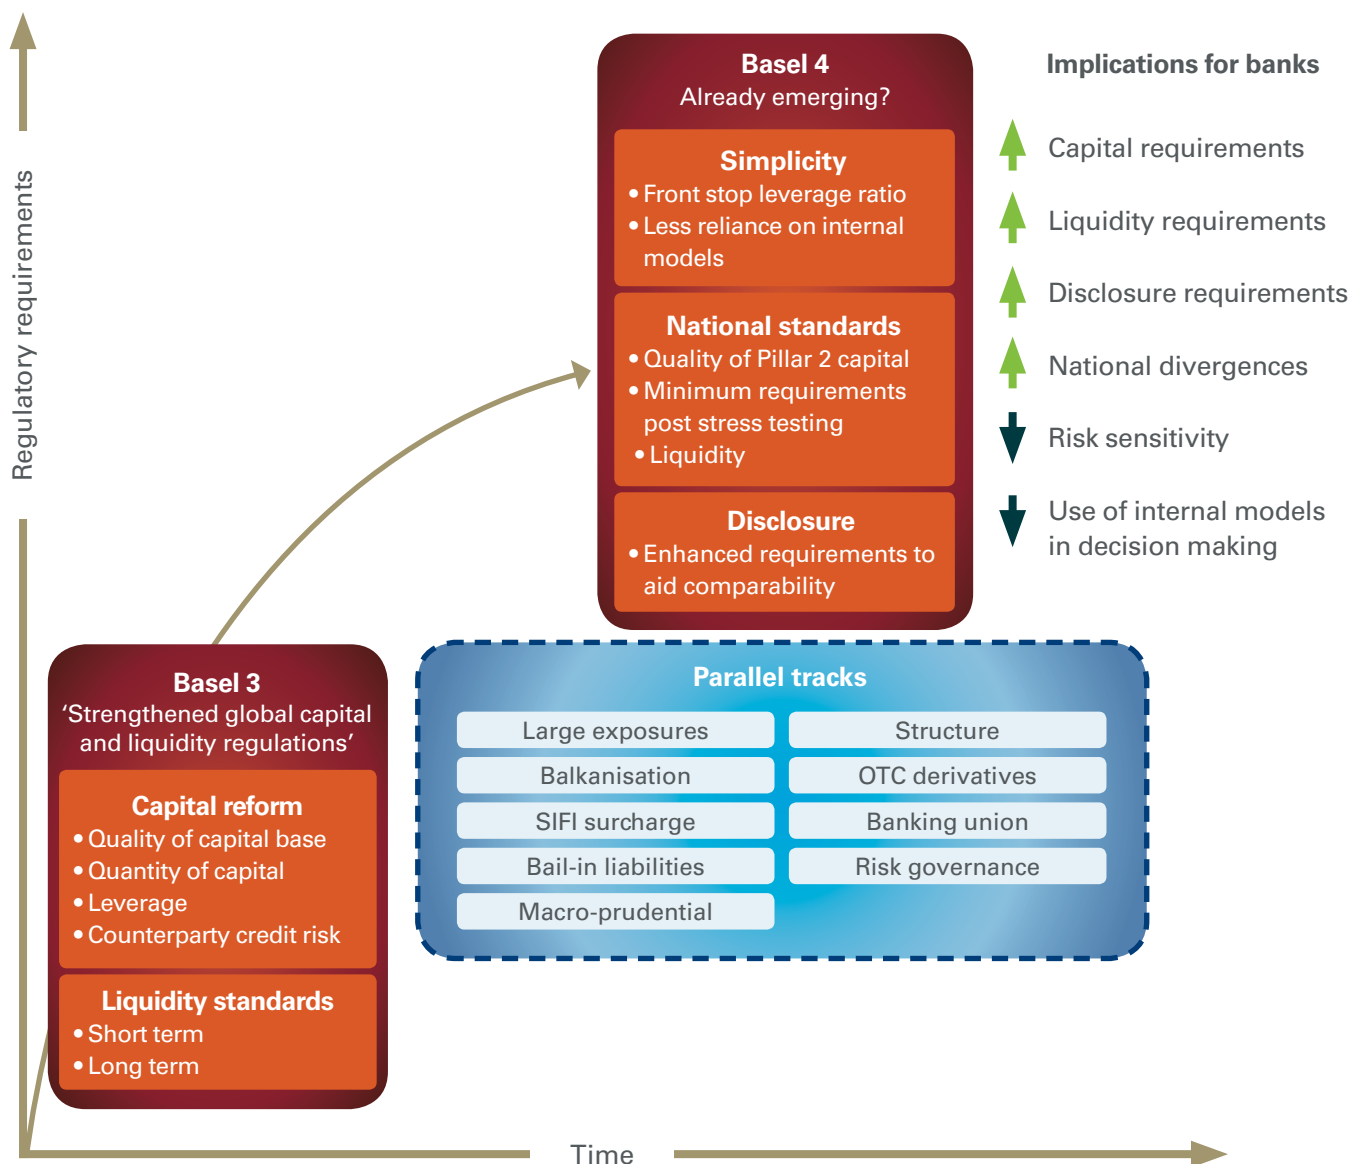 Regulatory requirements
Basel 4
Already emerging?
Simplicity
• Front stop leverage ratio
• Less reliance on internal
models
National standards
• Quality of Pillar 2 capital
• Minimum requirements
post stress testing
• Liquidity
Disclosure
• Enhanced requirements to
aid comparability
Implications for banks
Capital requirements
Liquidity requirements
Disclosure requirements
National divergences
Risk sensitivity
Use of internal models
in decision making
Basel 3
‘Strengthened global capital
and liquidity regulations’
Capital reform
• Quality of capital base
• Quantity of capital
• Leverage
• Counterparty credit risk
Liquidity standards
• Short term
• Long term
Parallel tracks
Large exposures
Balkanisation
SIFI surcharge
Bail-in liabilities
Macro-prudential
Structure
OTC derivatives
Banking union
Risk governance
Time